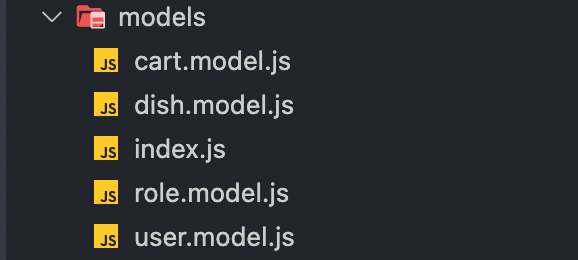 models
JS cart.model.js
JS dish.model.js
JS index.js
JS role.model.js
JS user.model.js